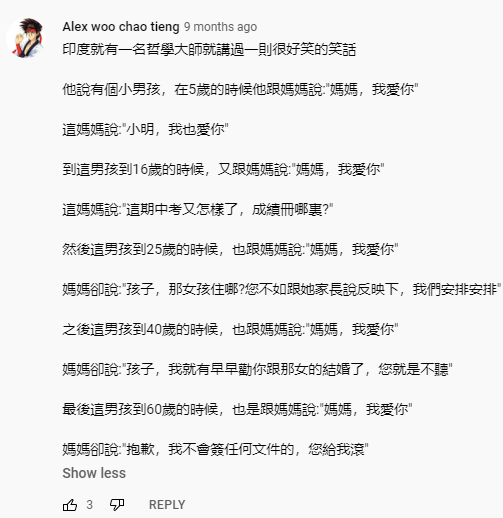 Alex woo chao tieng 9 months ago
印度就有一名哲學大師就講過一則很好笑的笑話
他說有個小男孩，在5歲的時候他跟媽媽說:"媽媽，我愛你"
這媽媽說:"小明，我也愛你"
到這男孩到16歲的時候，又跟媽媽說:"媽媽，我愛你"
這媽媽說:"這期中考又怎樣了，成績冊哪裏?"
然後這男孩到25歲的時候，也跟媽媽說:"媽媽，我愛你"
媽媽卻說:"孩子，那女孩住哪?您不如跟她家長說反映下，我們安排安排"
之後這男孩到40歲的時候，也跟媽媽說:"媽媽，我愛你"
媽媽卻說:"孩子，我就有早早勸你跟那女的結婚了，您就是不聽"
最後這男孩到60歲的時候，也是跟媽媽說:"媽媽，我愛你"
媽媽卻說:"抱歉，我不會簽任何文件的，您給我滾"
Show less
3 REPLY